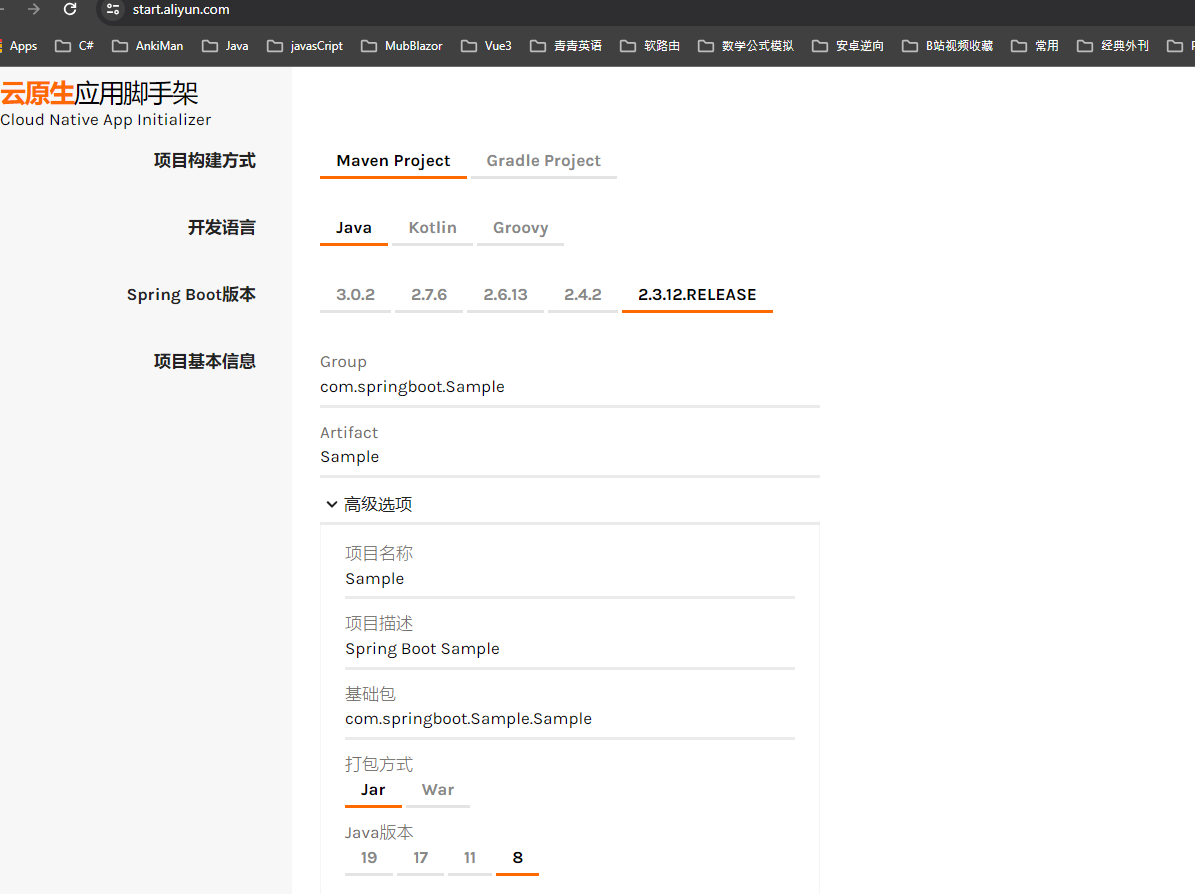 start.aliyun.com
Apps C# AnkiMan Java javasCript MubBlazor Vue3 青青英语 软路由 数学公式模拟 安卓逆向 B站视频收藏 常用 经典外刊
云原生应用脚手架
Cloud Native App Initializer
项目构建方式 Maven Project Gradle Project
开发语言 Java Kotlin Groovy
Spring Boot版本 3.0.2 2.7.6 2.6.13 2.4.2 2.3.12.RELEASE
项目基本信息 Group
com.springboot.Sample
Artifact
Sample
高级选项
项目名称
Sample
项目描述
Spring Boot Sample
基础包
com.springboot.Sample.Sample
打包方式
Jar War
Java版本
19 17 11 8